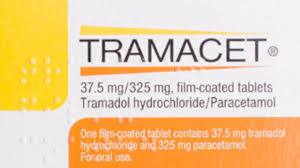 TRAMACET®
37.5 mg/325 mg, film-coated tablets
Tramadol hydrochloride/Paracetamol
One film-coated tablet contains 37.5 mg tramadol
hydrochloride and 325 mg paracetamol.
For oral use.